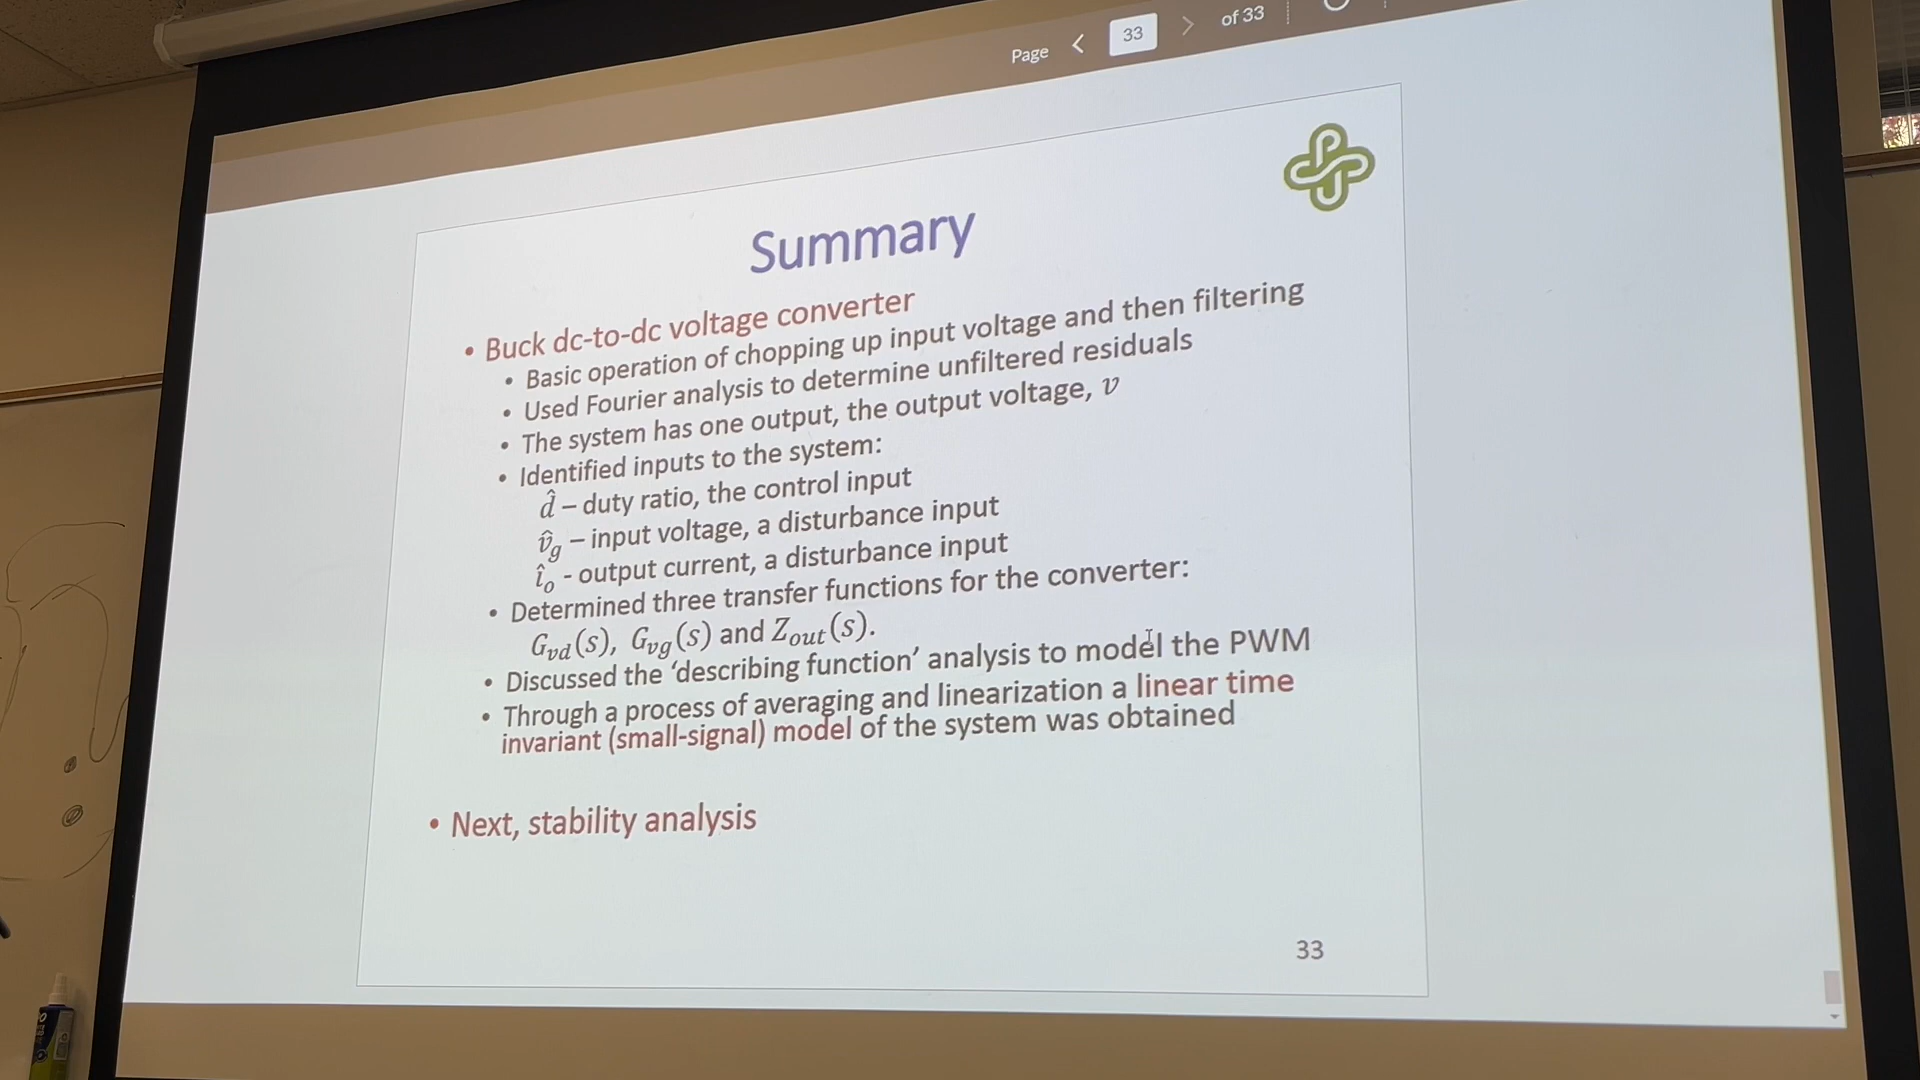 Page 33 of 33
Summary
• Buck dc-to-dc voltage converter
• Basic operation of chopping up input voltage and then filtering
• Used Fourier analysis to determine unfiltered residuals
• The system has one output, the output voltage, v
• Identified inputs to the system:
d̂ – duty ratio, the control input
v̂g – input voltage, a disturbance input
îo - output current, a disturbance input
• Determined three transfer functions for the converter:
Gvd(s), Gvg(s) and Zout(s).
• Discussed the ‘describing function’ analysis to model the PWM
• Through a process of averaging and linearization a linear time
invariant (small-signal) model of the system was obtained
• Next, stability analysis
33